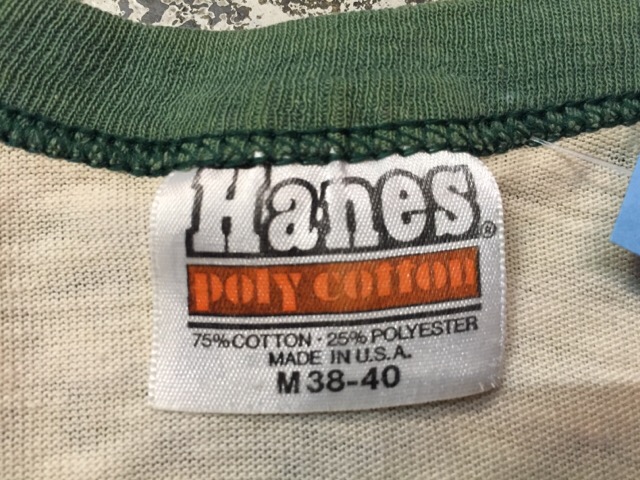 Hanes®
poly cotton
75% COTTON · 25% POLYESTER
MADE IN U.S.A.
M 38-40